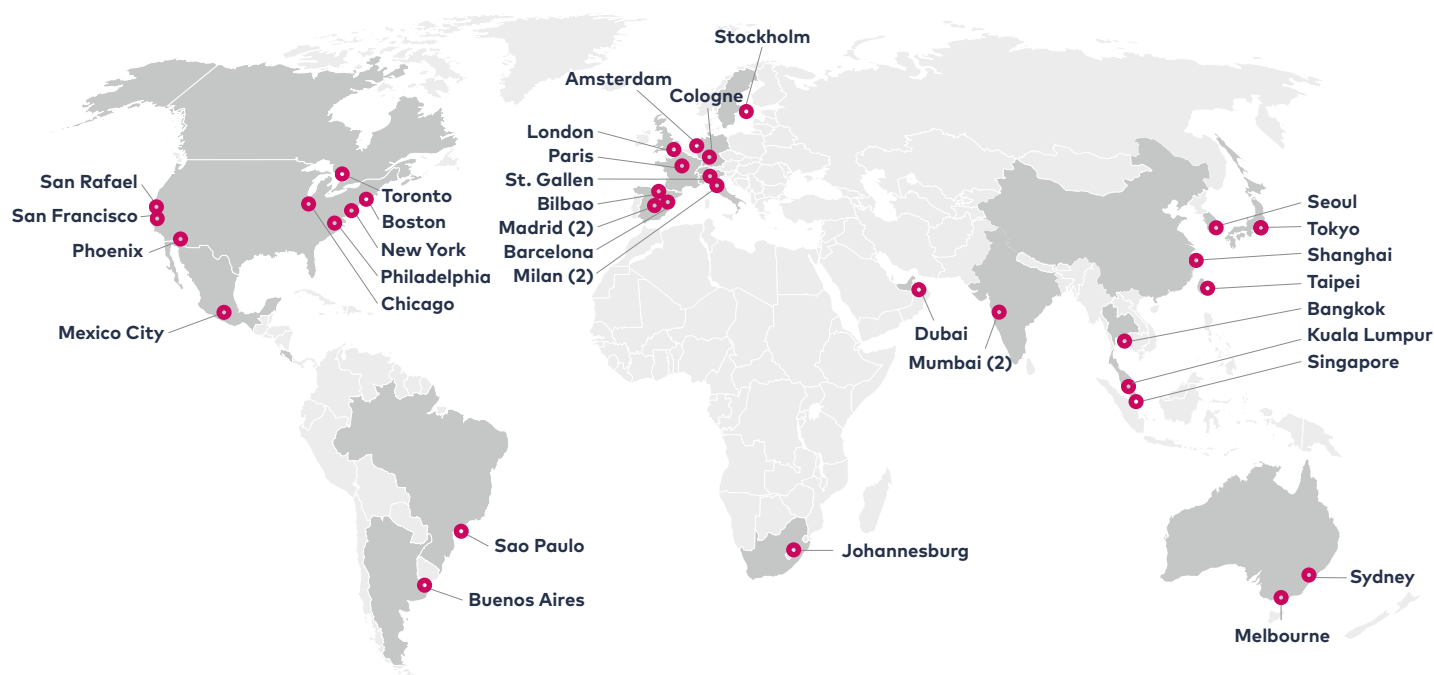 Stockholm
Amsterdam
Cologne
London
Paris
St. Gallen
Bilbao
Madrid (2)
Barcelona
Milan (2)
San Rafael
San Francisco
Phoenix
Mexico City
Toronto
Boston
New York
Philadelphia
Chicago
Seoul
Tokyo
Shanghai
Taipei
Bangkok
Kuala Lumpur
Singapore
Dubai
Mumbai (2)
Sao Paulo
Buenos Aires
Johannesburg
Sydney
Melbourne